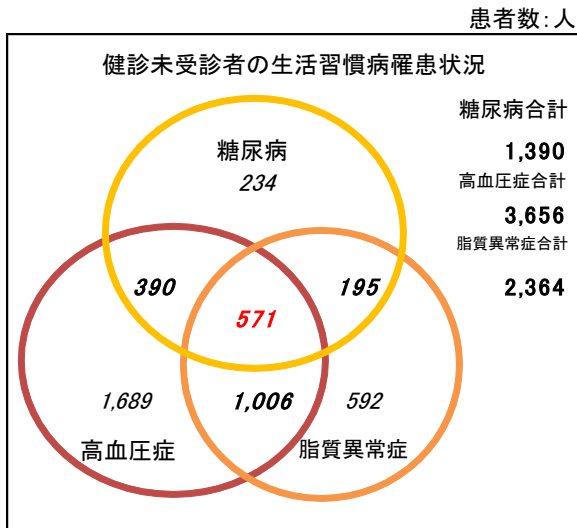 患者数:人
健診未受診者の生活習慣病罹患状況
糖尿病合計
1,390
高血圧症合計
3,656
脂質異常症合計
2,364
糖尿病
234
390
195
571
1,689
1,006
592
高血圧症
脂質異常症